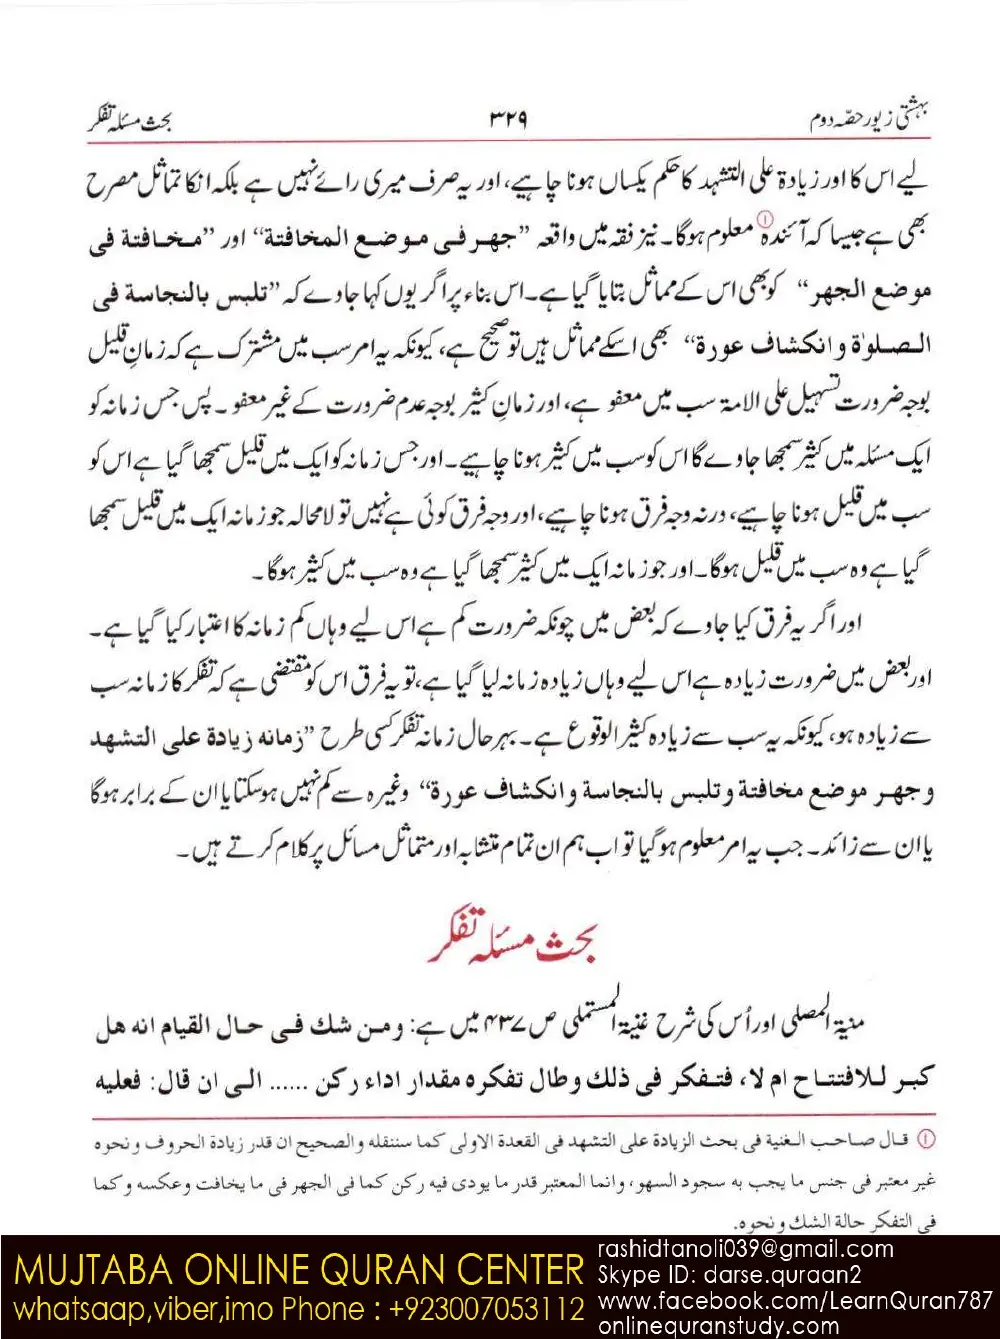 بہشتی زیور حصّہ دوم ۳۲۹ بحث مسئلہ تفکر
لیے اس کا اور زیادۃ علی التشہد کا حکم یکساں ہونا چاہیے، اور یہ صرف میری رائے نہیں ہے بلکہ انکا تماثل مصرح
بھی ہے جیسا کہ آئندہ① معلوم ہوگا۔ نیز فقہ میں واقعہ ”جھر فی موضع المخافتة“ اور ”مخافتة فی
موضع الجھر“ کو بھی اس کے مماثل بتایا گیا ہے۔ اس بناء پر اگر یوں کہا جاوے کہ ”تلبس بالنجاسة فی
الصلوٰة وانکشاف عورة“ بھی اسکے مماثل ہیں تو صحیح ہے، کیونکہ یہ امر سب میں مشترک ہے کہ زمانِ قلیل
بوجہ ضرورت تسہیل علی الامۃ سب میں معفو ہے، اور زمانِ کثیر بوجہ عدم ضرورت کے غیر معفو۔ پس جس زمانہ کو
ایک مسئلہ میں کثیر سمجھا جاوے گا اس کو سب میں کثیر ہونا چاہیے۔ اور جس زمانہ کو ایک میں قلیل سمجھا گیا ہے اس کو
سب میں قلیل ہونا چاہیے، ورنہ وجہ فرق ہونا چاہیے، اور وجہ فرق کوئی ہے نہیں تو لا محالہ جو زمانہ ایک میں قلیل سمجھا
گیا ہے وہ سب میں قلیل ہوگا۔ اور جو زمانہ ایک میں کثیر سمجھا گیا ہے وہ سب میں کثیر ہوگا۔
اور اگر یہ فرق کیا جاوے کہ بعض میں چونکہ ضرورت کم ہے اس لیے وہاں کم زمانہ کا اعتبار کیا گیا ہے۔
اور بعض میں ضرورت زیادہ ہے اس لیے وہاں زیادہ زمانہ لیا گیا ہے، تو یہ فرق اس کو مقتضی ہے کہ تفکر کا زمانہ سب
سے زیادہ ہو، کیونکہ یہ سب سے زیادہ کثیر الوقوع ہے۔ بہرحال زمانہ تفکر کسی طرح ”زمانہ زیادة علی التشھد
وجھر موضع مخافتة وتلبس بالنجاسة وانکشاف عورة“ وغیرہ سے کم نہیں ہوسکتا یا ان کے برابر ہوگا
یا ان سے زائد۔ جب یہ امر معلوم ہوگیا تو اب ہم ان تمام متشابہ اور متماثل مسائل پر کلام کرتے ہیں۔
بحث مسئلہ تفکر
منیۃ المصلی اور اُس کی شرح غنیۃ المستملی ص ۴۳۷ میں ہے: ومن شك فی حال القیام انه هل
کبر للافتتاح ام لا، فتفکر فی ذلك وطال تفکره مقدار اداء رکن ...... الی ان قال: فعلیه
① قال صاحب الغنية فی بحث الزیادة علی التشهد فی القعدة الاولی کما سننقله والصحیح ان قدر زیادة الحروف ونحوه
غیر معتبر فی جنس ما یجب به سجود السهو، وانما المعتبر قدر ما یودی فیه رکن کما فی الجهر فی ما یخافت وعکسه وکما
فی التفکر حالة الشك ونحوه.
MUJTABA ONLINE QURAN CENTER
whatsaap,viber,imo Phone : +923007053112
rashidtanoli039@gmail.com
Skype ID: darse.quraan2
www.facebook.com/LearnQuran787
onlinequranstudy.com